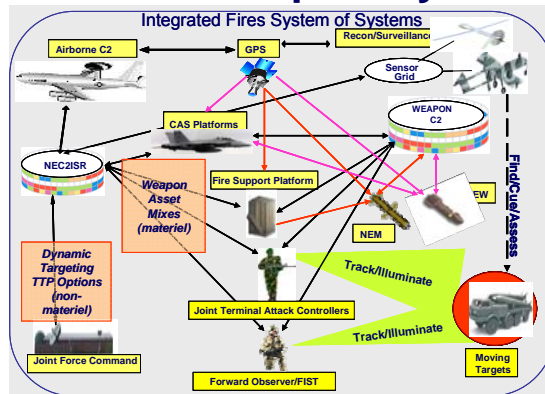 Integrated Fires System of Systems
Airborne C2
GPS
Recon/Surveillance
Sensor
Grid
CAS Platforms
WEAPON
C2
NEC2ISR
Weapon
Asset
Mixes
(materiel)
Fire Support Platform
EW
NEM
Find/Cue/Assess
Dynamic
Targeting
TTP Options
(non-
materiel)
Track/Illuminate
Joint Terminal Attack Controllers
Track/Illuminate
Joint Force Command
Moving
Targets
Forward Observer/FIST